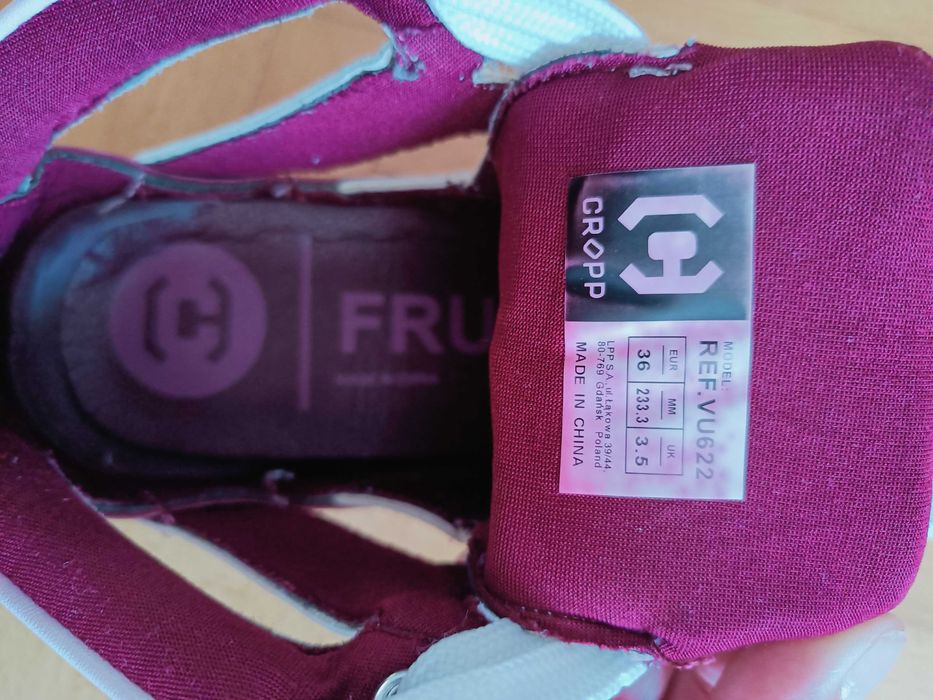 CROPP
MODEL:
REF.VU622
EUR MM UK
36 233.3 3.5
LPP S.A., ul.Łąkowa 39/44,
80-769 Gdańsk Poland
MADE IN CHINA
C
FRU